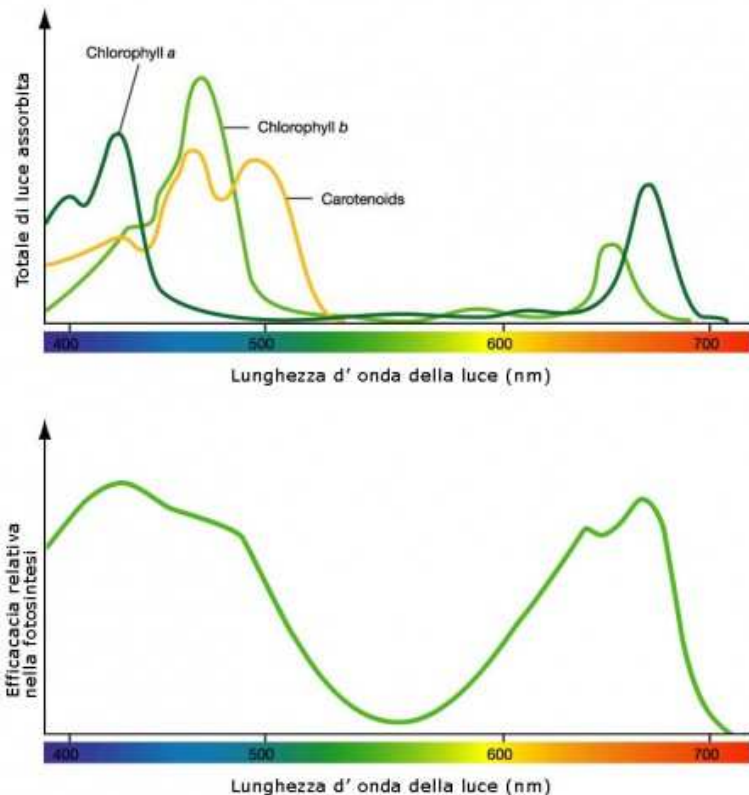 Totale di luce assorbita
Chlorophyll a
Chlorophyll b
Carotenoids
400 500 600 700
Lunghezza d' onda della luce (nm)
Efficacacia relativa
nella fotosintesi
400 500 600 700
Lunghezza d' onda della luce (nm)